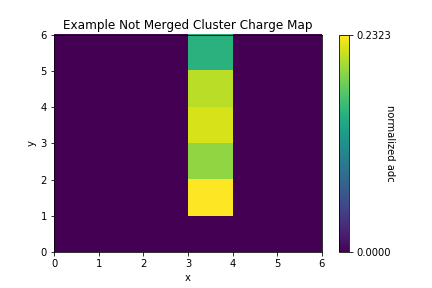 Example Not Merged Cluster Charge Map
6
5
4
3
2
1
0
y
0 1 2 3 4 5 6
x
0.2323
0.0000
normalized adc